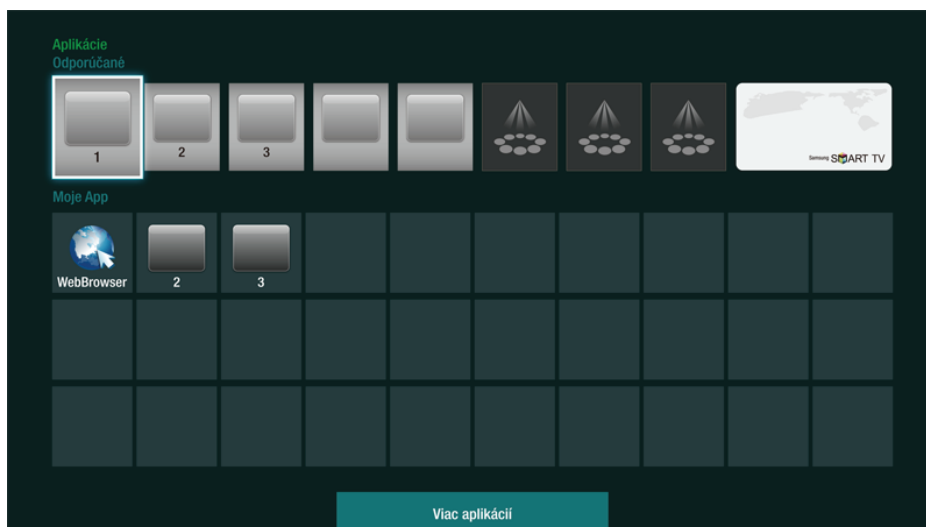 Aplikácie
Odporúčané
1
2
3
Samsung SMART TV
Moje App
WebBrowser
2
3
Viac aplikácií